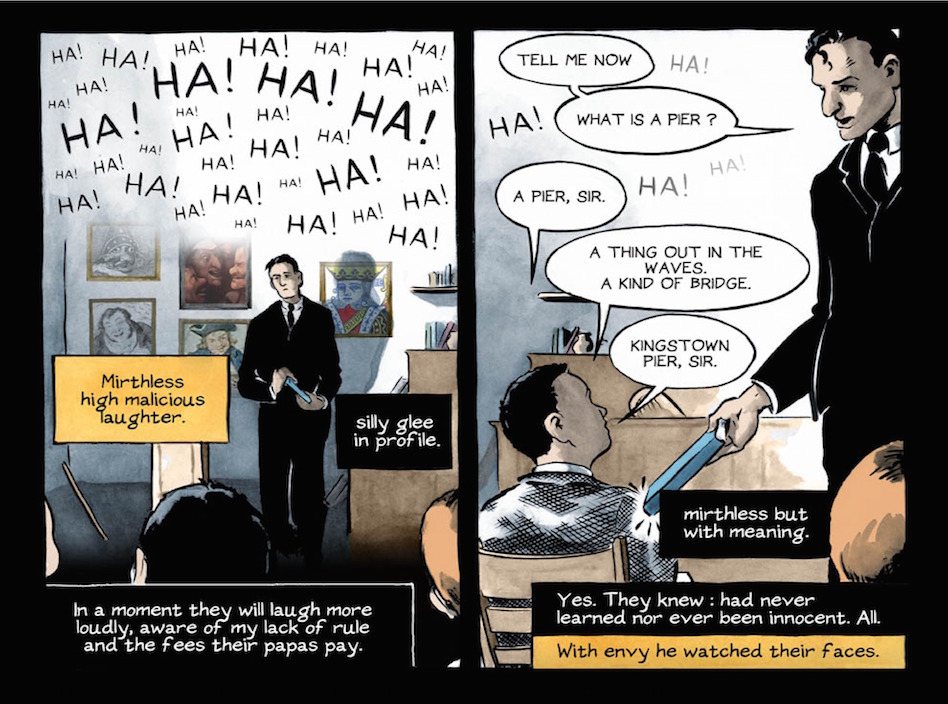 HA! HA! HA! HA! HA! HA!
HA! HA! HA! HA! HA!
HA! HA! HA! HA!
HA! HA! HA!
HA! HA! HA! HA!
HA! HA! HA! HA!
HA! HA! HA! HA! HA!
HA! HA! HA! HA!
HA! HA!
Mirthless
high malicious
laughter.
silly glee
in profile.
In a moment they will laugh more
loudly, aware of my lack of rule
and the fees their papas pay.
TELL ME NOW
HA!
WHAT IS A PIER ?
HA!
HA!
HA!
A PIER, SIR.
A THING OUT IN THE
WAVES.
A KIND OF BRIDGE.
KINGSTOWN
PIER, SIR.
mirthless but
with meaning.
Yes. They knew : had never
learned nor ever been innocent. All.
With envy he watched their faces.